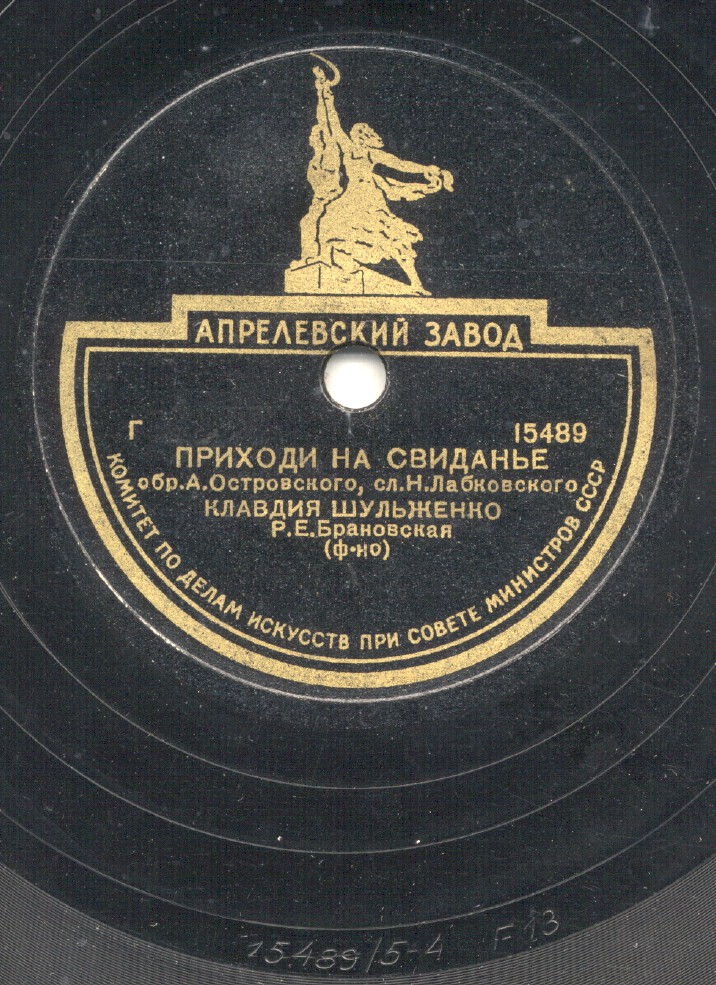 АПРЕЛЕВСКИЙ ЗАВОД
Г 15489
ПРИХОДИ НА СВИДАНЬЕ
обр.А.Островского, сл.Н.Лабковского
КЛАВДИЯ ШУЛЬЖЕНКО
Р.Е.Брановская
(ф-но)
КОМИТЕТ ПО ДЕЛАМ ИСКУССТВ ПРИ СОВЕТЕ МИНИСТРОВ СССР
15489/5-4 F13